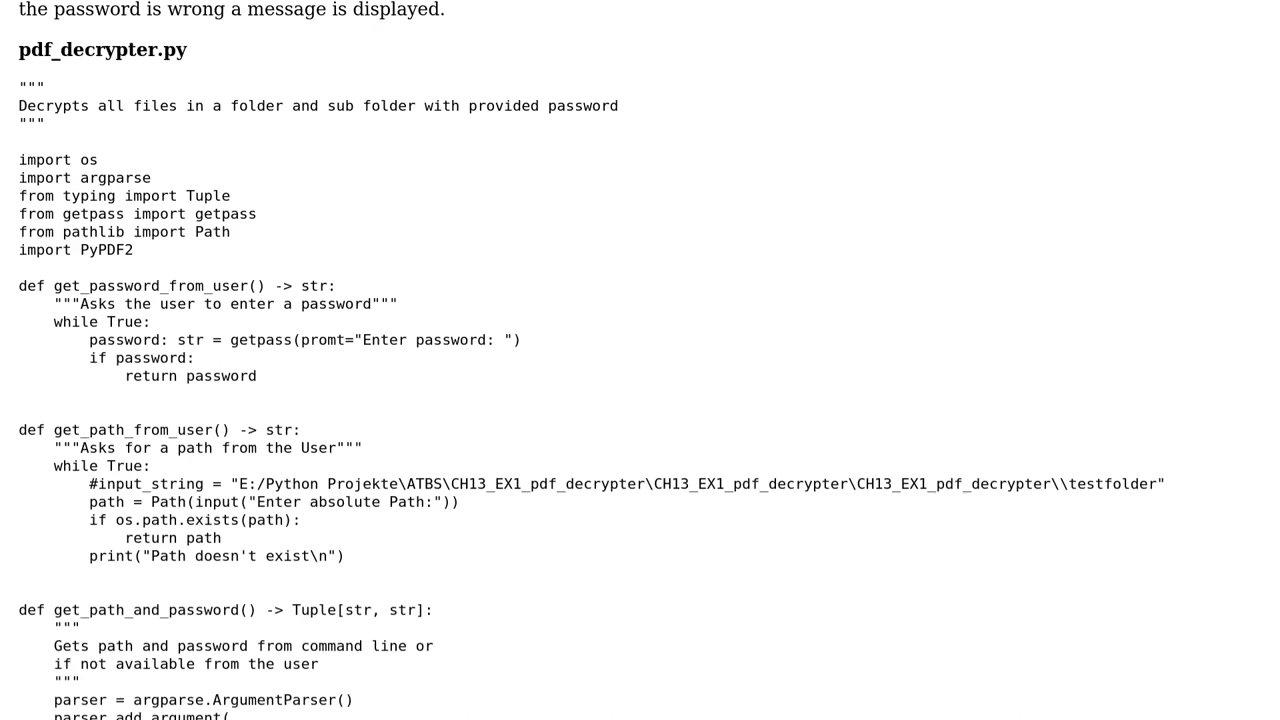 the password is wrong a message is displayed.
pdf_decrypter.py
"""
Decrypts all files in a folder and sub folder with provided password
"""
import os
import argparse
from typing import Tuple
from getpass import getpass
from pathlib import Path
import PyPDF2
def get_password_from_user() -> str:
    """Asks the user to enter a password"""
    while True:
        password: str = getpass(promt="Enter password: ")
        if password:
            return password
def get_path_from_user() -> str:
    """Asks for a path from the User"""
    while True:
        #input_string = "E:/Python Projekte\ATBS\CH13_EX1_pdf_decrypter\CH13_EX1_pdf_decrypter\CH13_EX1_pdf_decrypter\\testfolder"
        path = Path(input("Enter absolute Path:"))
        if os.path.exists(path):
            return path
        print("Path doesn't exist\n")
def get_path_and_password() -> Tuple[str, str]:
    """
    Gets path and password from command line or
    if not available from the user
    """
    parser = argparse.ArgumentParser()
    parser.add_argument(